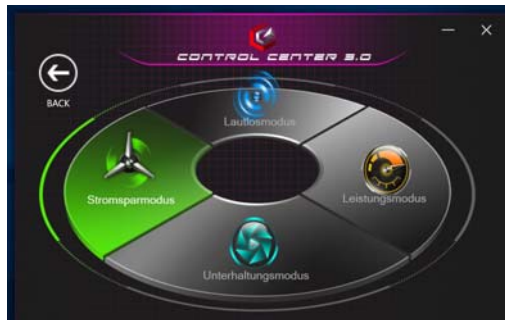 CONTROL CENTER 3.0
BACK
Lautlosmodus
Stromsparmodus
Leistungsmodus
Unterhaltungsmodus